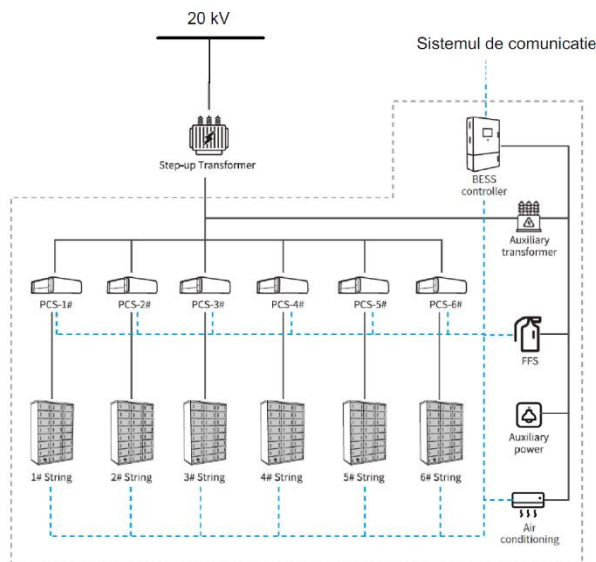 20 kV
Sistemul de comunicatie
Step-up Transformer
BESS
controller
Auxiliary
transformer
PCS-1#
PCS-2#
PCS-3#
PCS-4#
PCS-5#
PCS-6#
FFS
Auxiliary
power
1# String
2# String
3# String
4# String
5# String
6# String
Air
conditioning